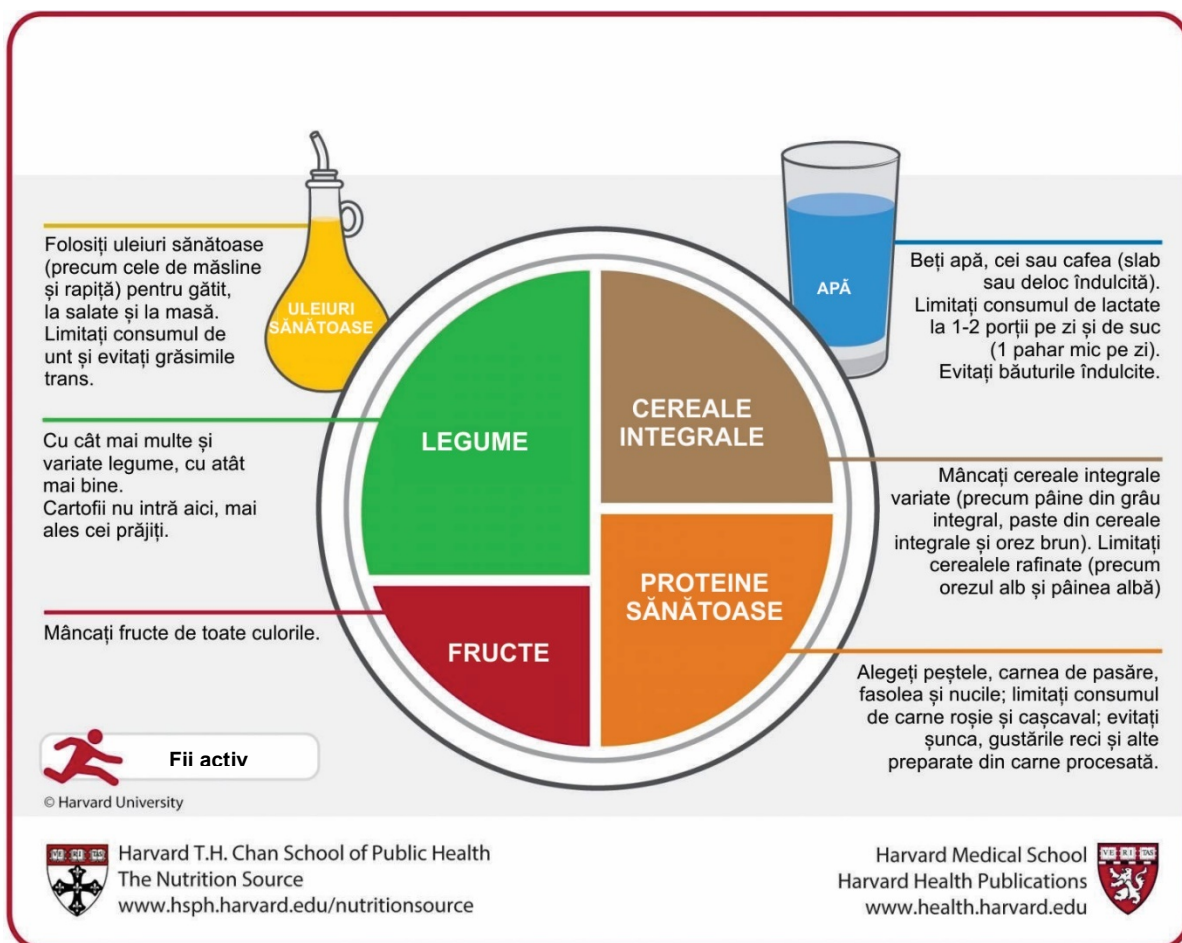 ULEIURI
SĂNĂTOASE
Folosiți uleiuri sănătoase
(precum cele de măsline
și rapiță) pentru gătit,
la salate și la masă.
Limitați consumul de
unt și evitați grăsimile
trans.
APĂ
Beți apă, cei sau cafea (slab
sau deloc îndulcită).
Limitați consumul de lactate
la 1-2 porții pe zi și de suc
(1 pahar mic pe zi).
Evitați băuturile îndulcite.
LEGUME
Cu cât mai multe și
variate legume, cu atât
mai bine.
Cartofii nu intră aici, mai
ales cei prăjiți.
CEREALE
INTEGRALE
Mâncați cereale integrale
variate (precum pâine din grâu
integral, paste din cereale
integrale și orez brun). Limitați
cerealele rafinate (precum
orezul alb și pâinea albă)
FRUCTE
Mâncați fructe de toate culorile.
PROTEINE
SĂNĂTOASE
Alegeți peștele, carnea de pasăre,
fasolea și nucile; limitați consumul
de carne roșie și cașcaval; evitați
șunca, gustările reci și alte
preparate din carne procesată.
Fii activ
© Harvard University
VE RI TAS
Harvard T.H. Chan School of Public Health
The Nutrition Source
www.hsph.harvard.edu/nutritionsource
Harvard Medical School
Harvard Health Publications
www.health.harvard.edu
VE RI TAS